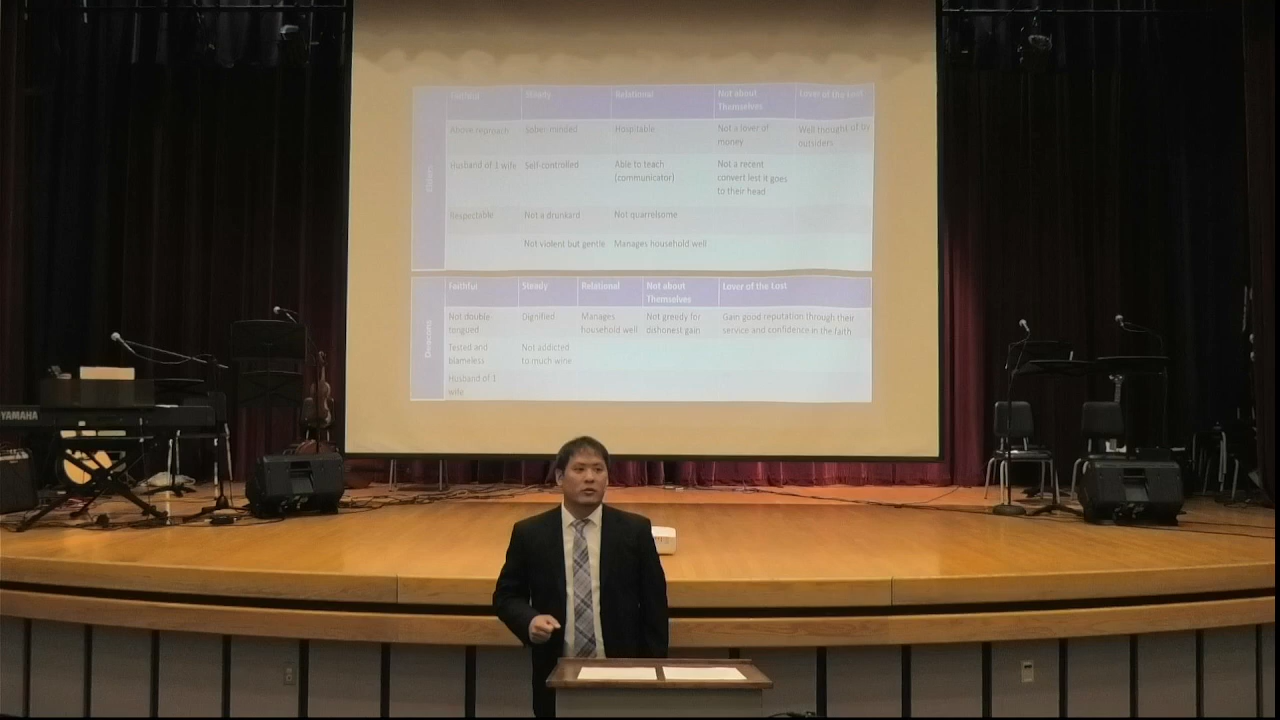 Faithful Steady Relational Not about Lover of the Lost
Themselves
Above reproach Sober minded Hospitable Not a lover of Well thought of by
money outsiders
Husband of 1 wife Self-controlled Able to teach Not a recent
(communicator) convert lest it goes
to their head
Respectable Not a drunkard Not quarrelsome
Not violent but gentle Manages household well
Elders
Faithful Steady Relational Not about Lover of the Lost
Themselves
Not double Dignified Manages Not greedy for Gain good reputation through their
tongued household well dishonest gain service and confidence in the faith
Tested and Not addicted
blameless to much wine
Husband of 1
wife
Deacons
YAMAHA